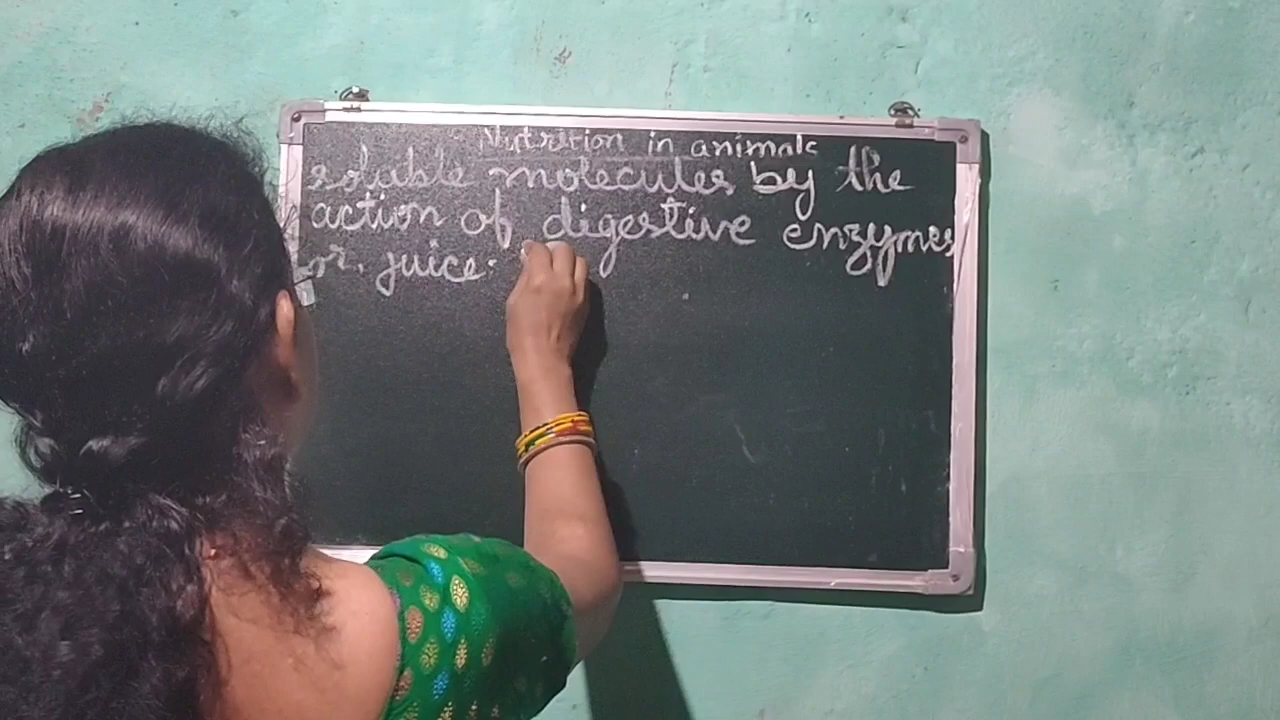 Nutrition in animals
soluble molecules by the
action of digestive enzymes
or. juice.